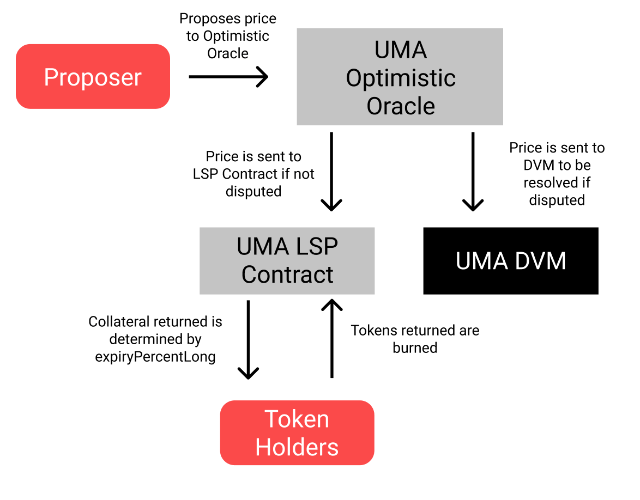 Proposes price
to Optimistic
Oracle
Proposer
UMA
Optimistic
Oracle
Price is sent to
LSP Contract if not
disputed
Price is sent to
DVM to be
resolved if
disputed
UMA LSP
Contract
UMA DVM
Collateral returned is
determined by
expiryPercentLong
Tokens returned are
burned
Token
Holders